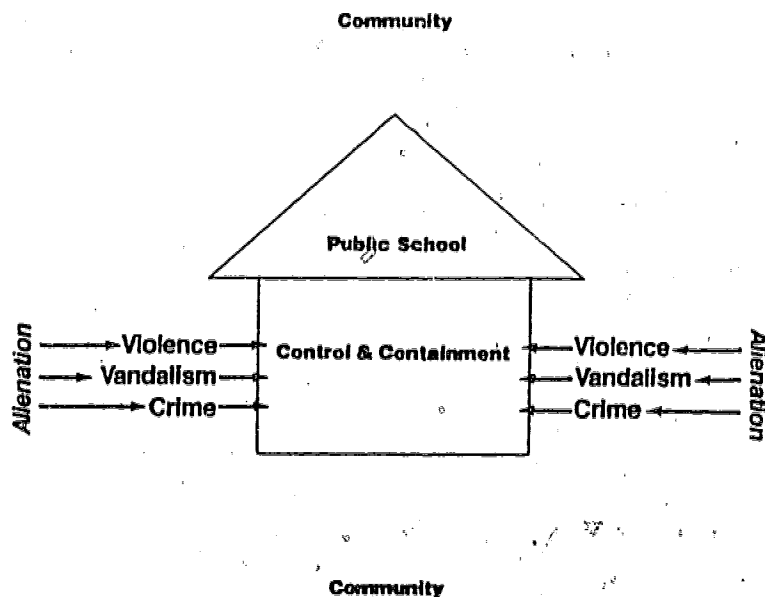 Community
Public School
Alienation
Violence
Control & Containment
Violence
Alienation
Vandalism
Vandalism
Crime
Crime
Community